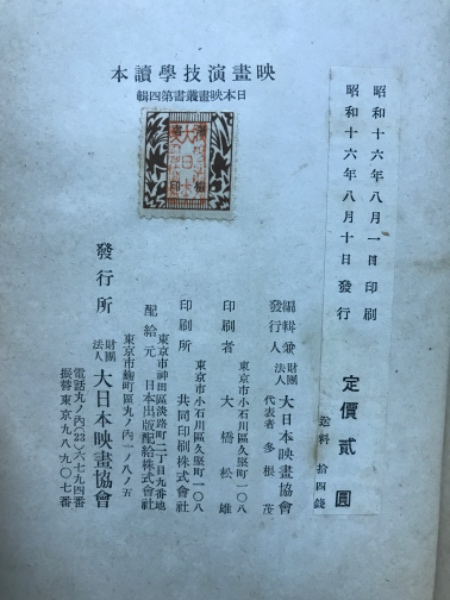 映畫演技學讀本
日本映畫叢書第四輯
昭和十六年八月一日印刷
昭和十六年八月十日發行
定價貳圓
送料 拾四錢
編輯兼發行人 財團法人 大日本映畫協會
代表者 多根茂
東京市小石川區久堅町一〇八
印刷者 大橋松雄
東京市小石川區久堅町一〇八
印刷所 共同印刷株式會社
東京市神田區淡路町二丁目九番地
配給元 日本出版配給株式會社
東京市麴町區丸ノ內一ノ八ノ五
發行所 財團法人 大日本映畫協會
電話丸ノ內(23)六七九四番
振替東京九八九〇七番